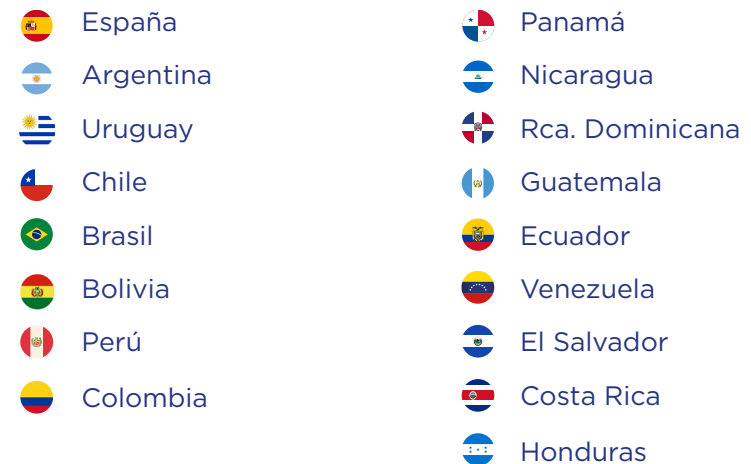 España
Argentina
Uruguay
Chile
Brasil
Bolivia
Perú
Colombia
Panamá
Nicaragua
Rca. Dominicana
Guatemala
Ecuador
Venezuela
El Salvador
Costa Rica
Honduras